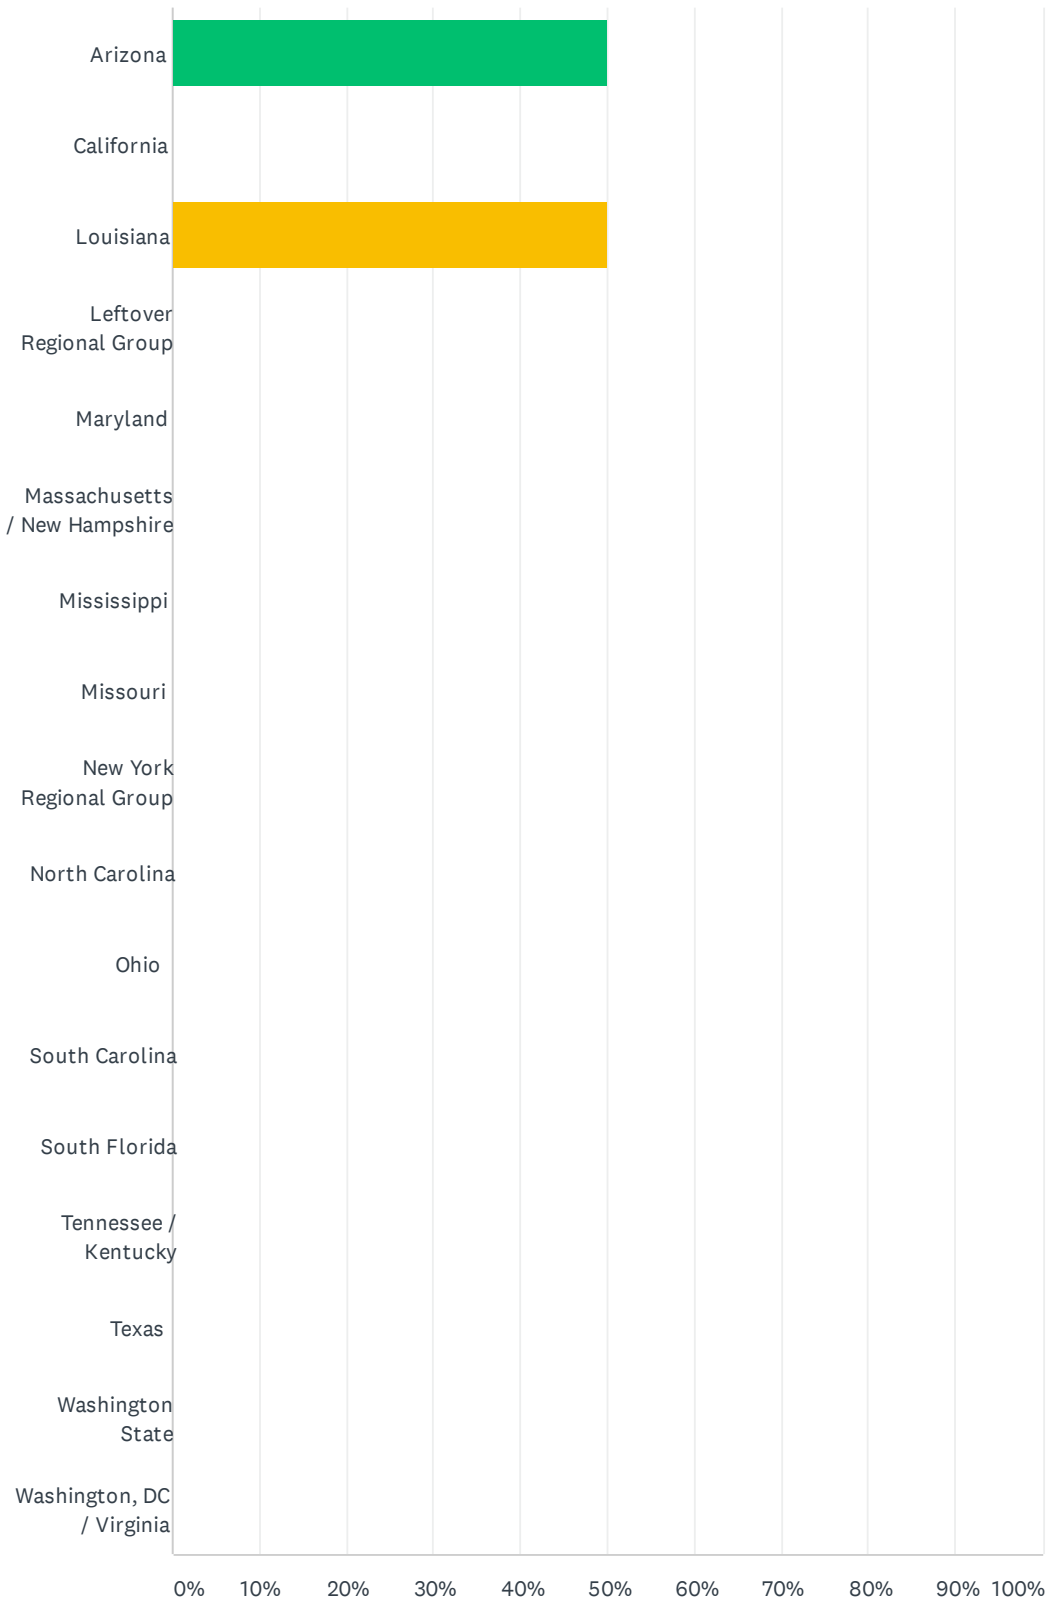 Arizona
California
Louisiana
Leftover
Regional Group
Maryland
Massachusetts
/ New Hampshire
Mississippi
Missouri
New York
Regional Group
North Carolina
Ohio
South Carolina
South Florida
Tennessee /
Kentucky
Texas
Washington
State
Washington, DC
/ Virginia
0% 10% 20% 30% 40% 50% 60% 70% 80% 90% 100%